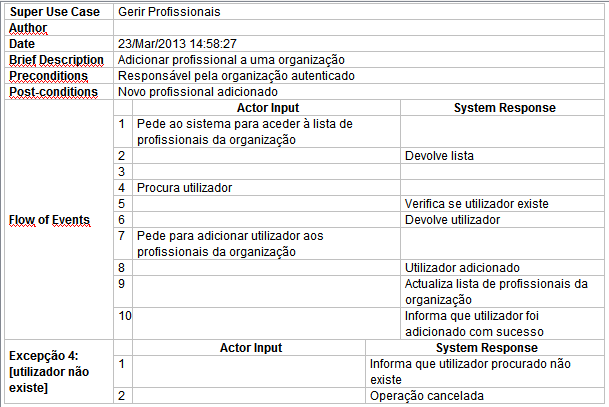 Super Use Case Gerir Profissionais
Author
Date 23/Mar/2013 14:58:27
Brief Description Adicionar profissional a uma organização
Preconditions Responsável pela organização autenticado
Post-conditions Novo profissional adicionado
Flow of Events
Actor Input System Response
1 Pede ao sistema para aceder à lista de
profissionais da organização
2 Devolve lista
3
4 Procura utilizador
5 Verifica se utilizador existe
6 Devolve utilizador
7 Pede para adicionar utilizador aos
profissionais da organização
8 Utilizador adicionado
9 Actualiza lista de profissionais da
organização
10 Informa que utilizador foi
adicionado com sucesso
Excepção 4:
[utilizador não
existe]
Actor Input System Response
1 Informa que utilizador procurado não
existe
2 Operação cancelada